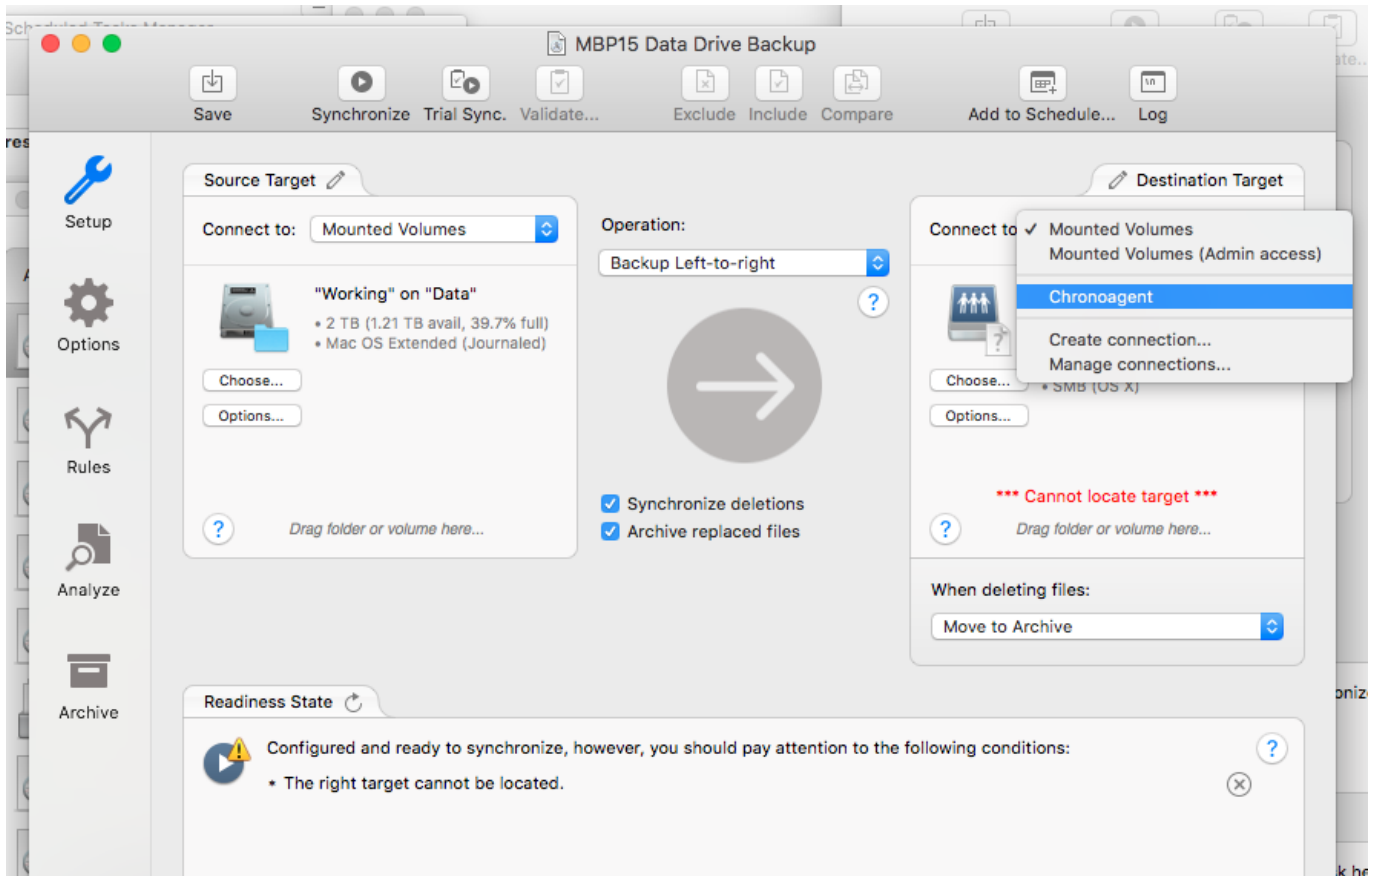 Scheduled Tasks Manager
MBP15 Data Drive Backup
Save
Synchronize
Trial Sync.
Validate...
Exclude
Include
Compare
Add to Schedule...
Log
Setup
Options
Rules
Analyze
Archive
Source Target
Connect to: Mounted Volumes
"Working" on "Data"
• 2 TB (1.21 TB avail, 39.7% full)
• Mac OS Extended (Journaled)
Choose...
Options...
? Drag folder or volume here...
Operation:
Backup Left-to-right
?
Synchronize deletions
Archive replaced files
Destination Target
Connect to
✓ Mounted Volumes
Mounted Volumes (Admin access)
Chronoagent
Create connection...
Manage connections...
?
Choose...
• SMB (OS X)
Options...
*** Cannot locate target ***
? Drag folder or volume here...
When deleting files:
Move to Archive
Readiness State
Configured and ready to synchronize, however, you should pay attention to the following conditions:
?
* The right target cannot be located.